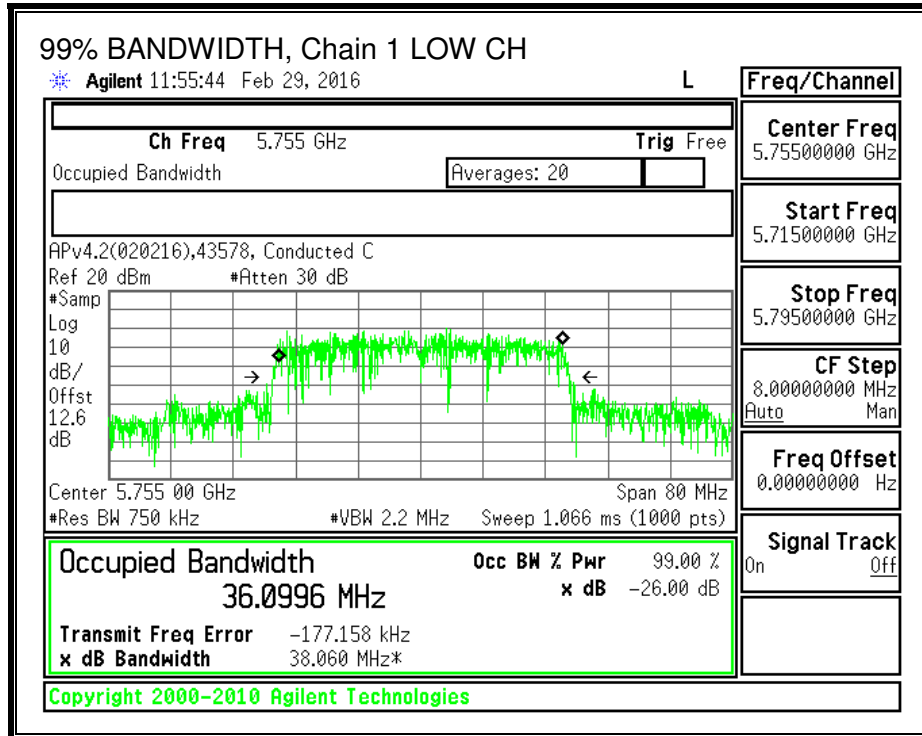 99% BANDWIDTH, Chain 1 LOW CH
Agilent 11:55:44 Feb 29, 2016 L
Freq/Channel
Ch Freq 5.755 GHz Trig Free
Occupied Bandwidth Averages: 20
Center Freq
5.75500000 GHz
Start Freq
5.71500000 GHz
Stop Freq
5.79500000 GHz
CF Step
8.00000000 MHz
Auto Man
Freq Offset
0.00000000 Hz
Signal Track
On Off
APv4.2(020216),43578, Conducted C
Ref 20 dBm #Atten 30 dB
#Samp
Log
10
dB/
Offst
12.6
dB
Center 5.755 00 GHz Span 80 MHz
#Res BW 750 kHz #VBW 2.2 MHz Sweep 1.066 ms (1000 pts)
Occupied Bandwidth Occ BW % Pwr 99.00 %
36.0996 MHz x dB -26.00 dB
Transmit Freq Error -177.158 kHz
x dB Bandwidth 38.060 MHz*
Copyright 2000-2010 Agilent Technologies